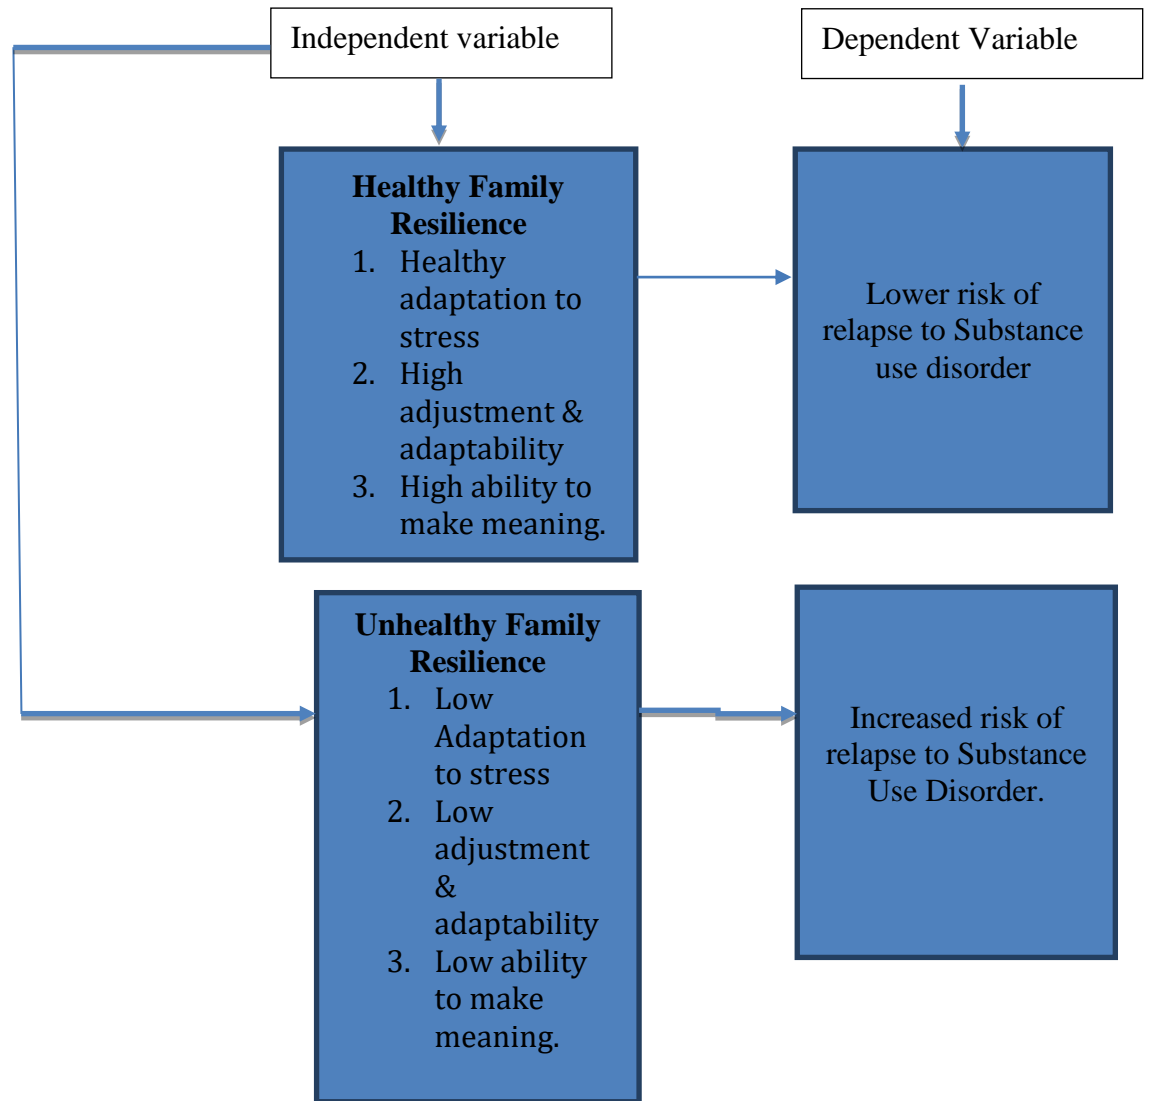 Independent variable
Dependent Variable
Healthy Family
Resilience
1. Healthy
adaptation to
stress
2. High
adjustment &
adaptability
3. High ability to
make meaning.
Lower risk of
relapse to Substance
use disorder
Unhealthy Family
Resilience
1. Low
Adaptation
to stress
2. Low
adjustment
&
adaptability
3. Low ability
to make
meaning.
Increased risk of
relapse to Substance
Use Disorder.